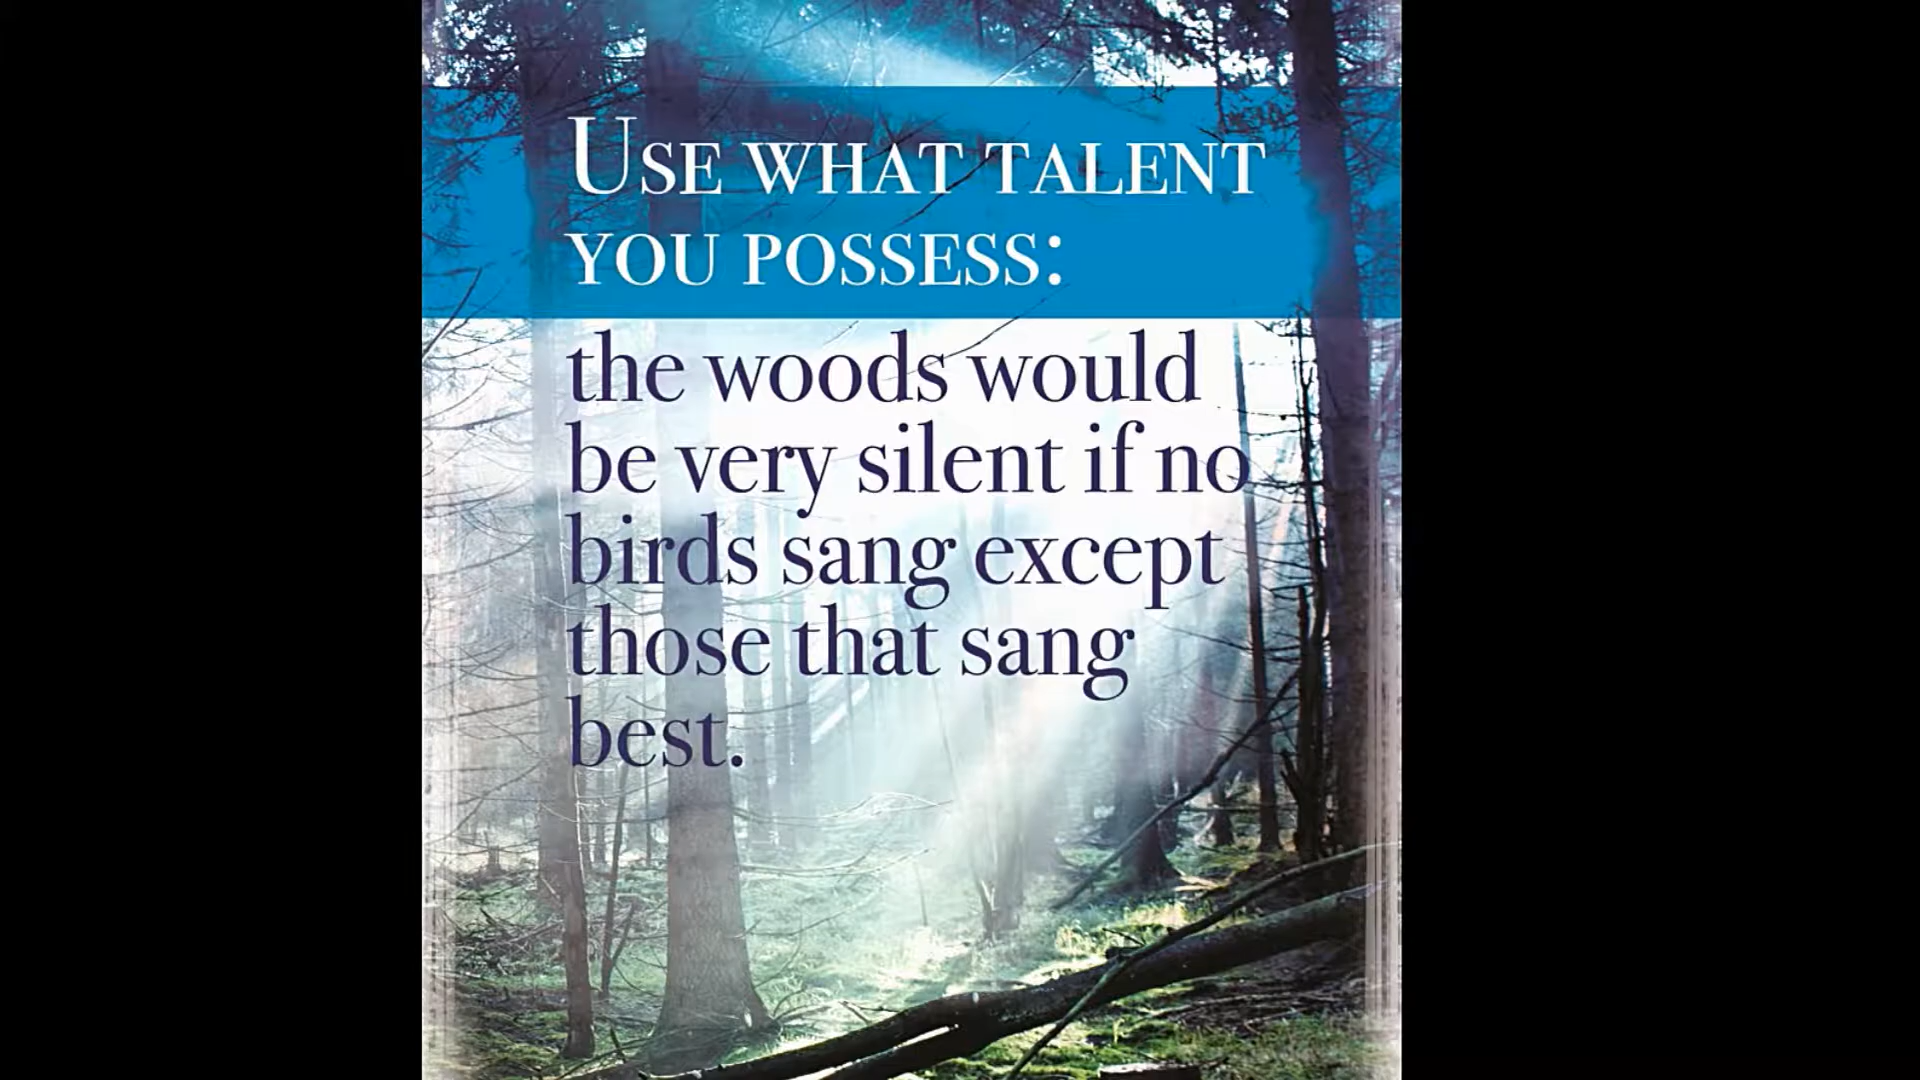 USE WHAT TALENT
YOU POSSESS:
the woods would
be very silent if no
birds sang except
those that sang
best.